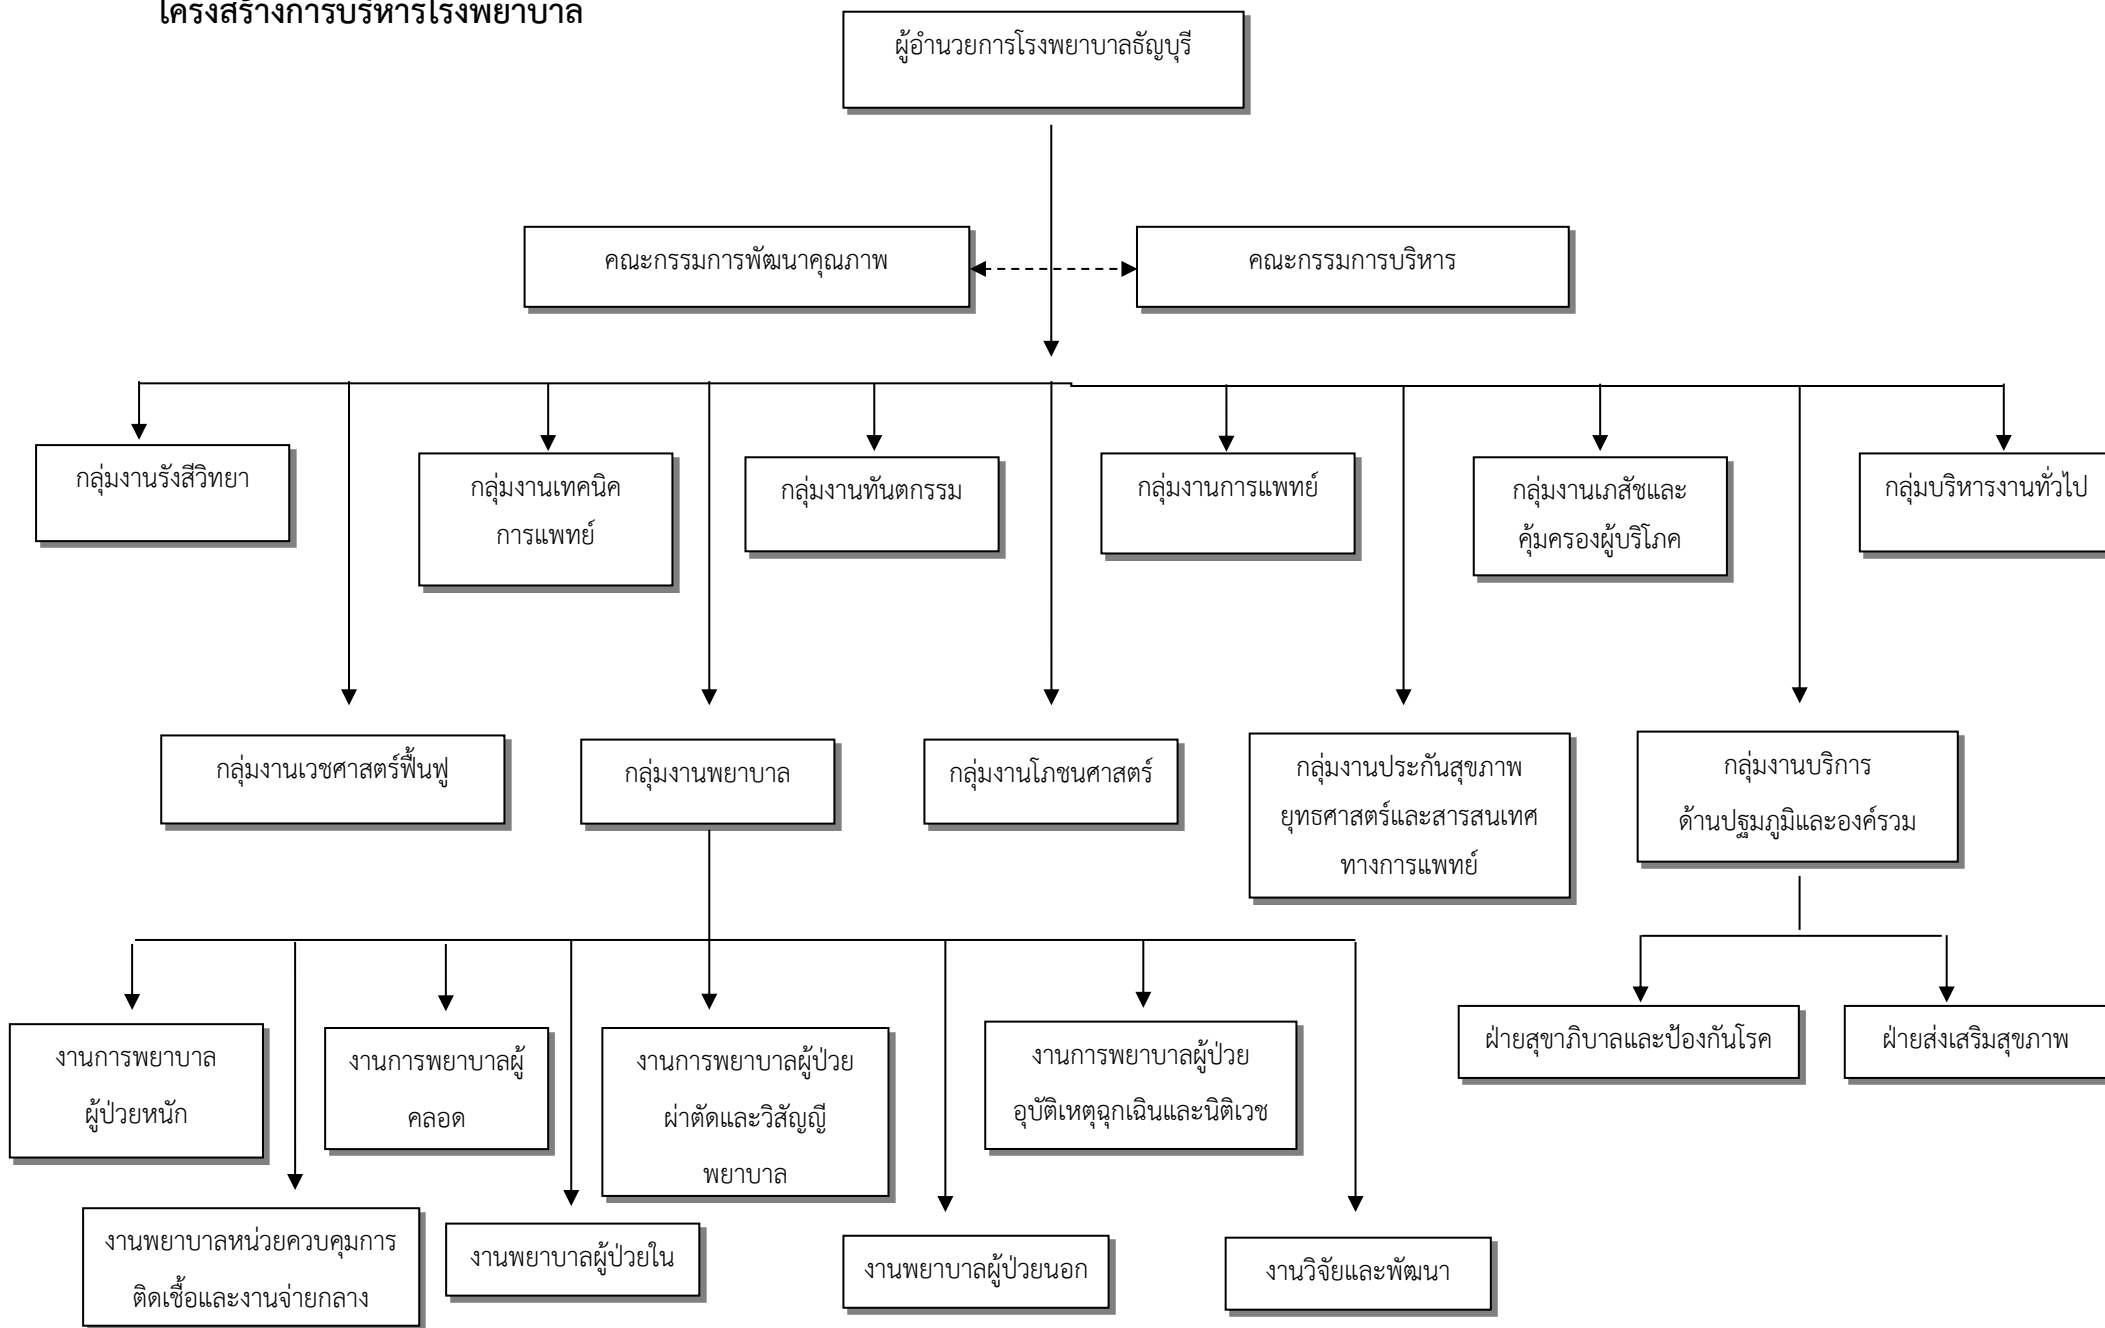 โครงสร้างการบริหารโรงพยาบาล
ผู้อำนวยการโรงพยาบาลธัญบุรี
คณะกรรมการพัฒนาคุณภาพ
คณะกรรมการบริหาร
กลุ่มงานรังสีวิทยา
กลุ่มงานเทคนิค
การแพทย์
กลุ่มงานทันตกรรม
กลุ่มงานการแพทย์
กลุ่มงานเภสัชและ
คุ้มครองผู้บริโภค
กลุ่มบริหารงานทั่วไป
กลุ่มงานเวชศาสตร์ฟื้นฟู
กลุ่มงานพยาบาล
กลุ่มงานโภชนศาสตร์
กลุ่มงานประกันสุขภาพ
ยุทธศาสตร์และสารสนเทศ
ทางการแพทย์
กลุ่มงานบริการ
ด้านปฐมภูมิและองค์รวม
งานการพยาบาล
ผู้ป่วยหนัก
งานการพยาบาลผู้
คลอด
งานการพยาบาลผู้ป่วย
ผ่าตัดและวิสัญญี
พยาบาล
งานการพยาบาลผู้ป่วย
อุบัติเหตุฉุกเฉินและนิติเวช
ฝ่ายสุขาภิบาลและป้องกันโรค
ฝ่ายส่งเสริมสุขภาพ
งานพยาบาลหน่วยควบคุมการ
ติดเชื้อและงานจ่ายกลาง
งานพยาบาลผู้ป่วยใน
งานพยาบาลผู้ป่วยนอก
งานวิจัยและพัฒนา